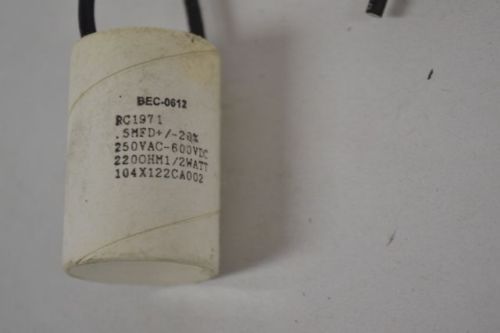 BEC-0612
RC1971
.5MFD+/-20%
250VAC-600VDC
220OHM1/2WATT
104X122CA002